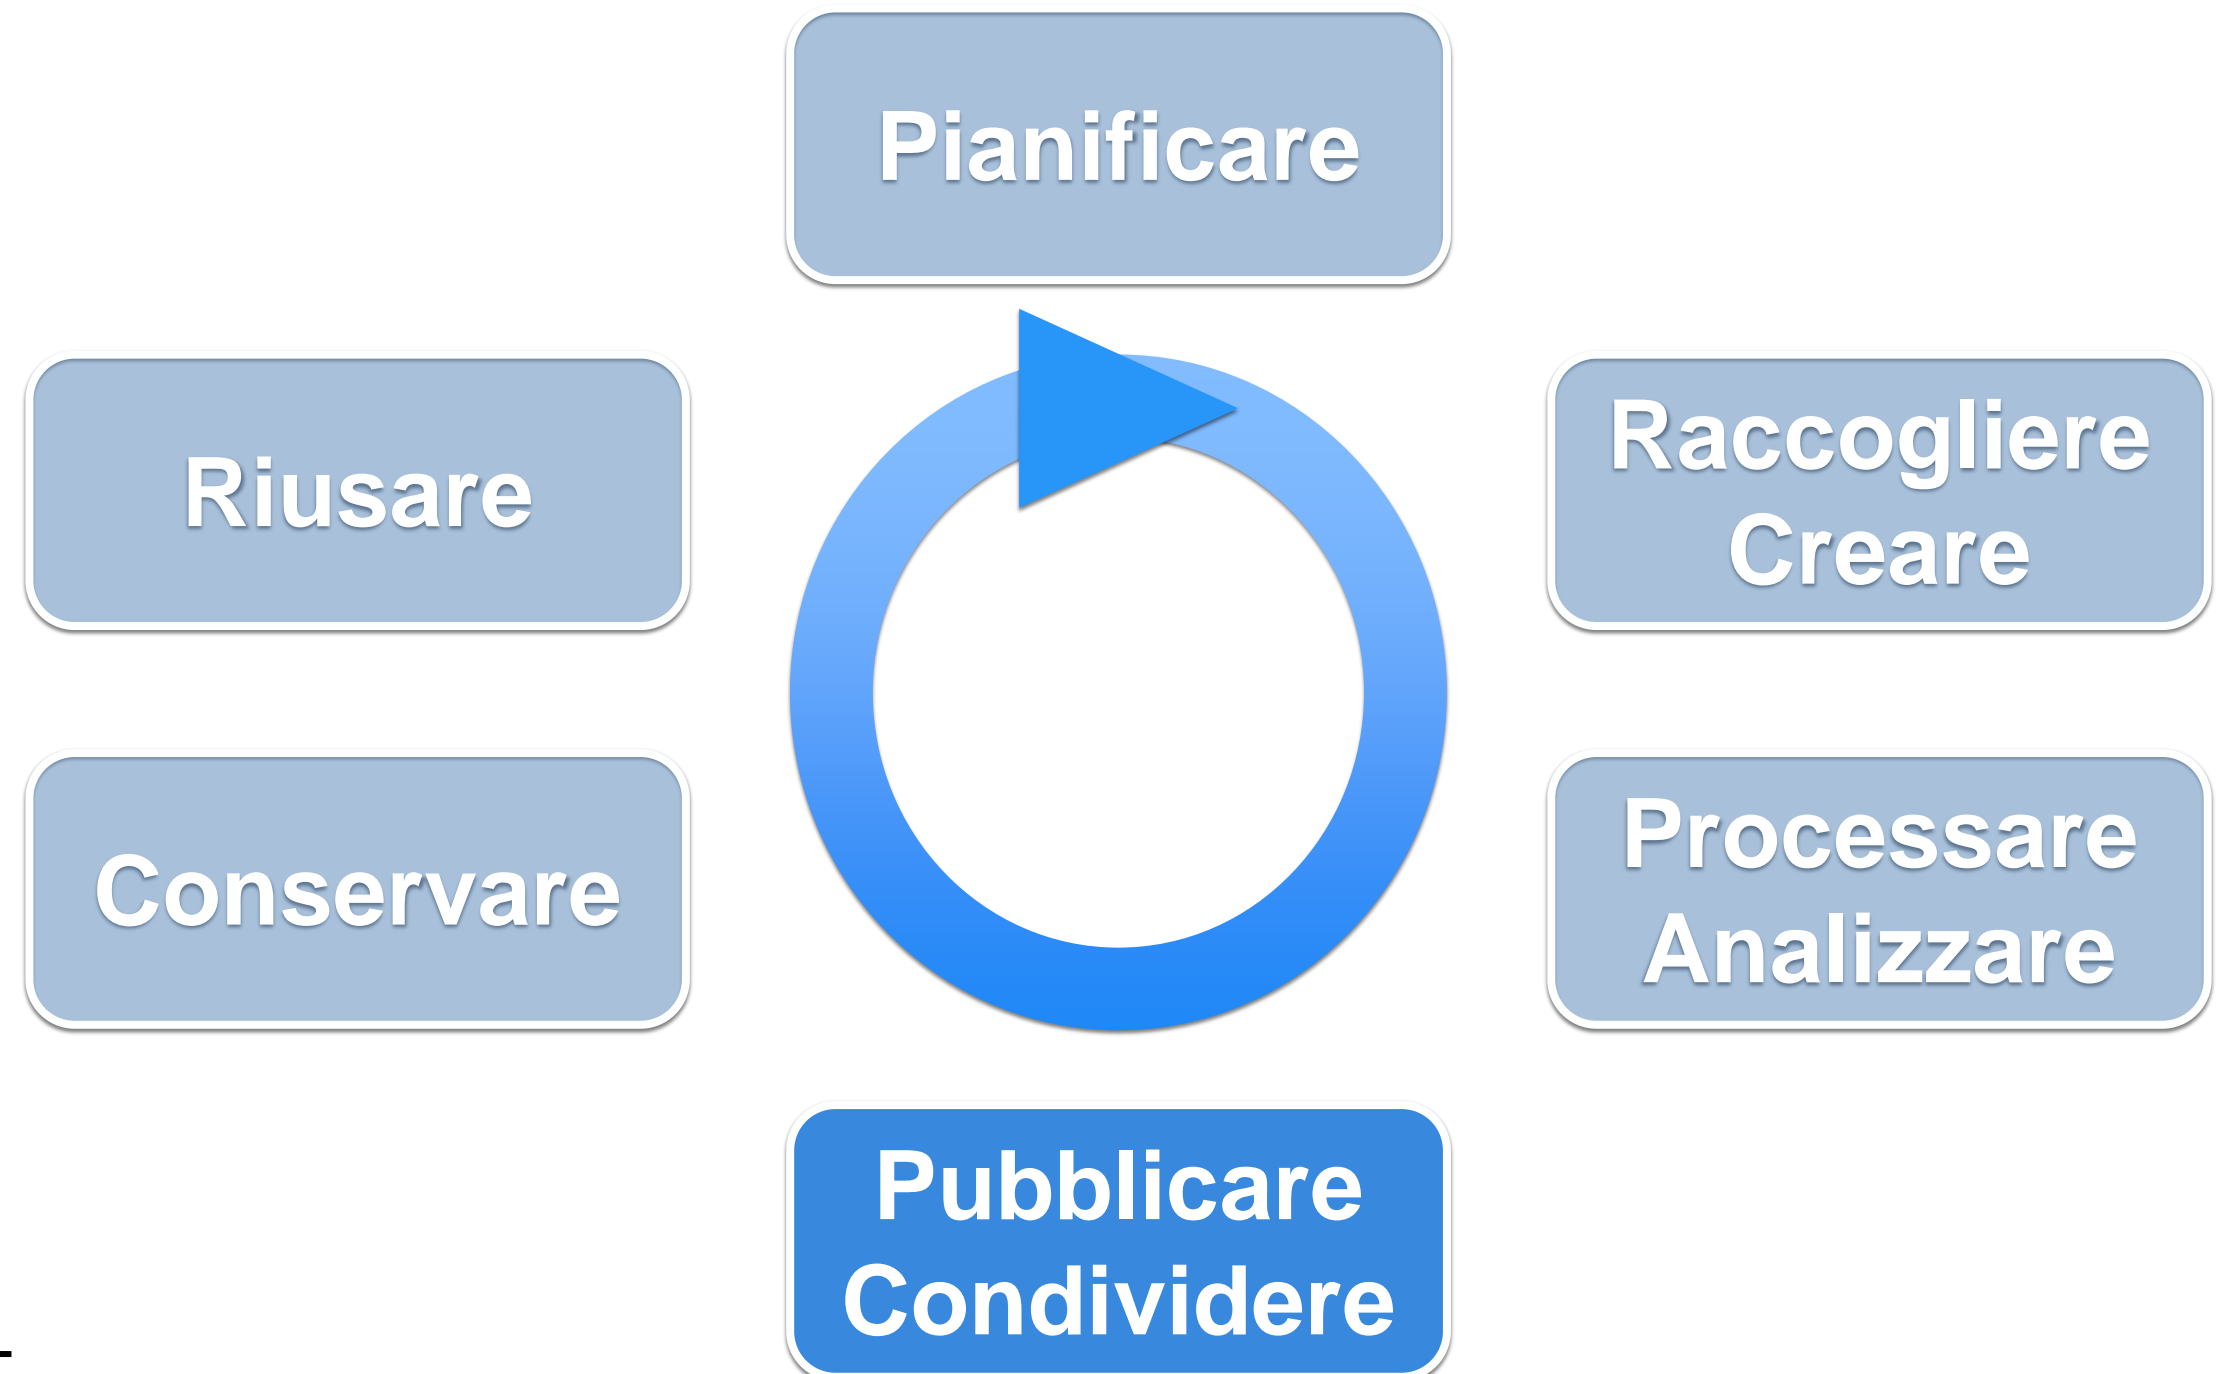 Pianificare
Riusare
Raccogliere
Creare
Conservare
Processare
Analizzare
Pubblicare
Condividere
-